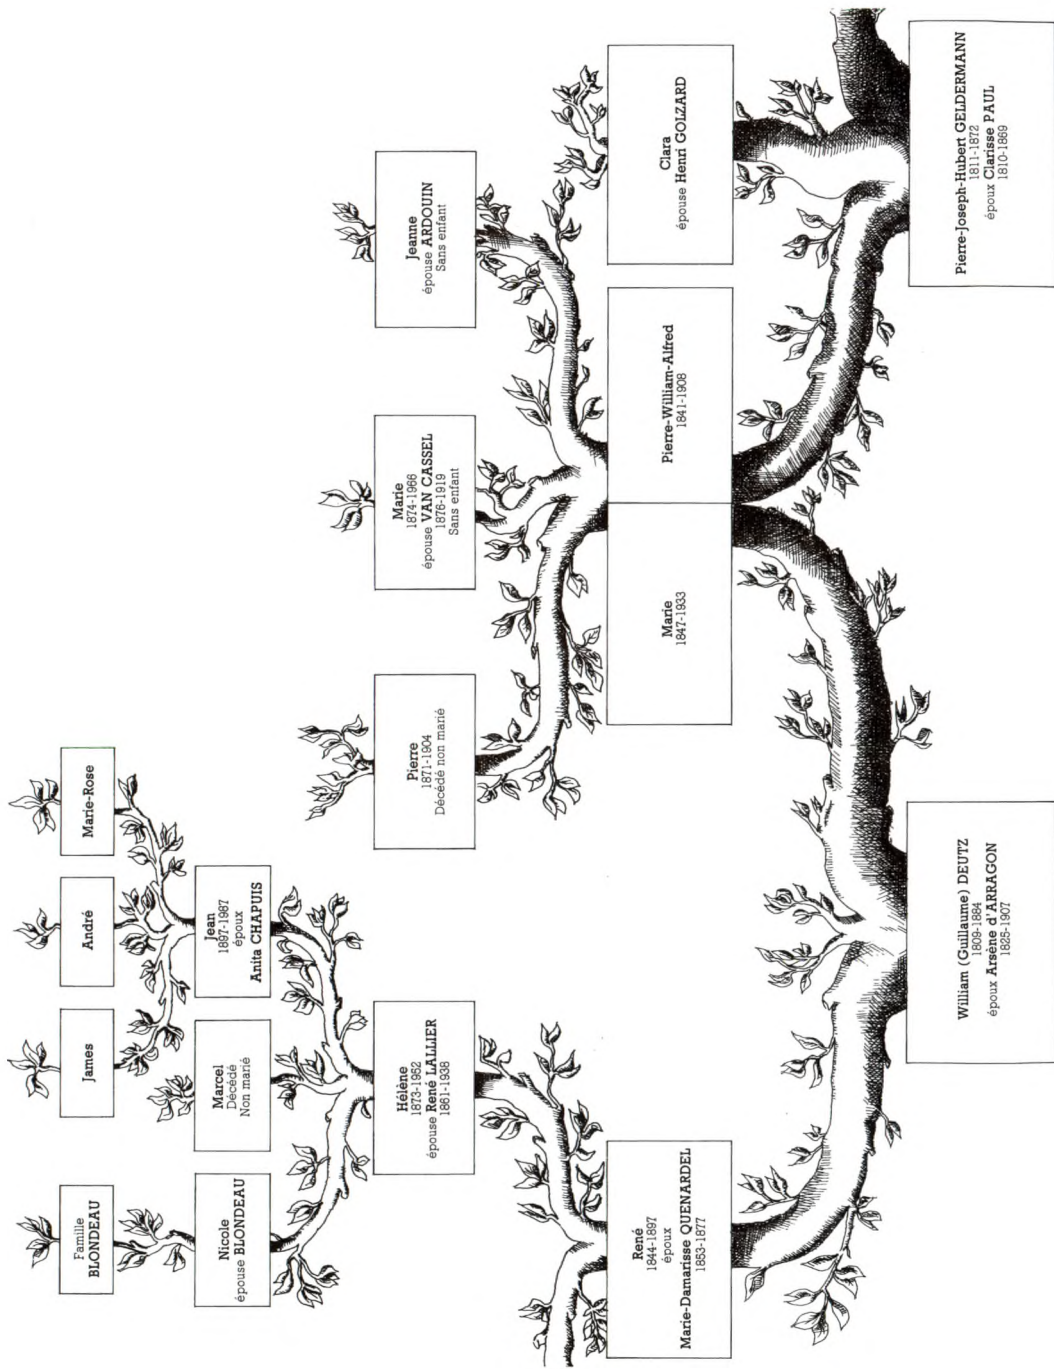 Famille
BLONDEAU
James
André
Marie-Rose
Nicole
épouse BLONDEAU
Marcel
Décédé
Non marié
Jean
1897-1987
époux
Anita CHAPUIS
Hélène
1873-1952
épouse René LALLIER
1861-1938
Pierre
1871-1904
Décédé non marié
Marie
1874-1966
épouse VAN CASSEL
1876-1919
Sans enfant
Jeanne
épouse ARDOUIN
Sans enfant
René
1844-1897
époux
Marie-Damarisse QUENARDEL
1853-1877
Marie
1847-1933
Pierre-William-Alfred
1841-1908
Clara
épouse Henri GOLZARD
William (Guillaume) DEUTZ
1809-1884
époux Arsène d'ARRAGON
1825-1907
Pierre-Joseph-Hubert GELDERMANN
1811-1872
époux Clarisse PAUL
1810-1869